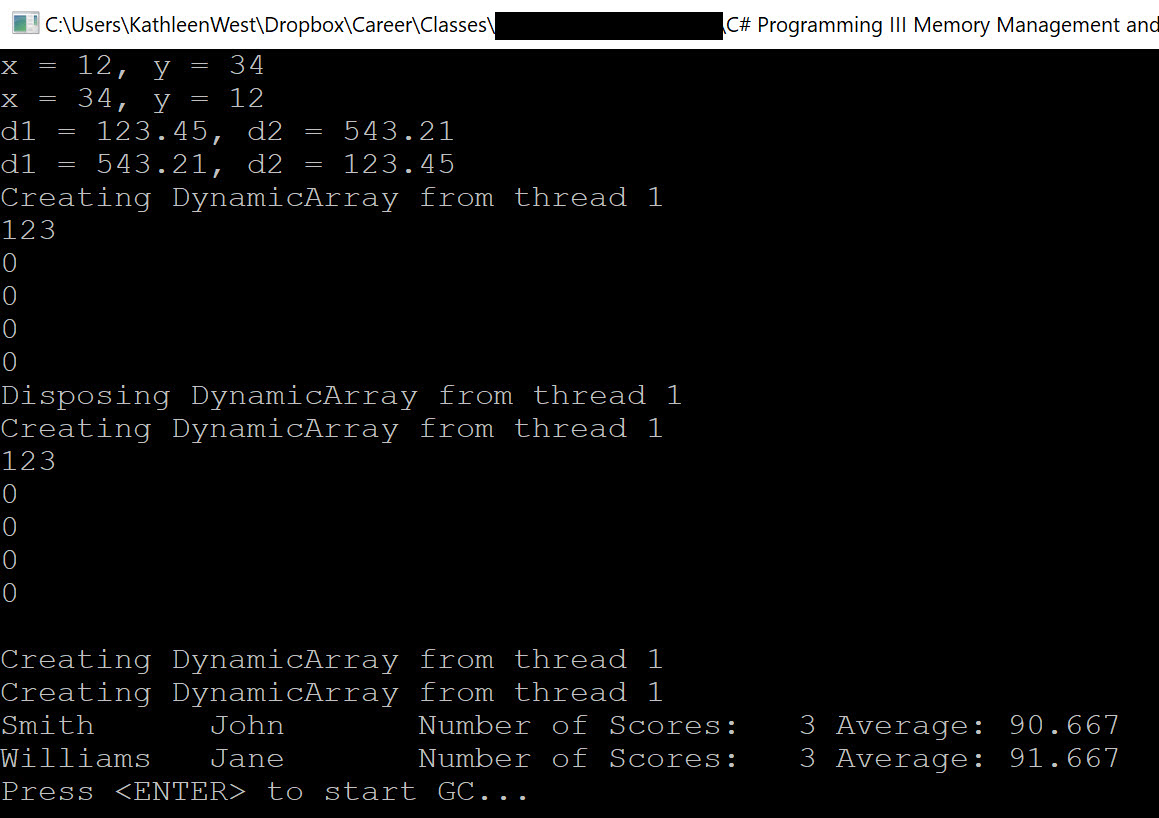 C:\Users\KathleenWest\Dropbox\Career\Classes\ \C# Programming III Memory Management and
x = 12, y = 34
x = 34, y = 12
d1 = 123.45, d2 = 543.21
d1 = 543.21, d2 = 123.45
Creating DynamicArray from thread 1
123
0
0
0
0
Disposing DynamicArray from thread 1
Creating DynamicArray from thread 1
123
0
0
0
0
Creating DynamicArray from thread 1
Creating DynamicArray from thread 1
Smith John Number of Scores: 3 Average: 90.667
Williams Jane Number of Scores: 3 Average: 91.667
Press <ENTER> to start GC...